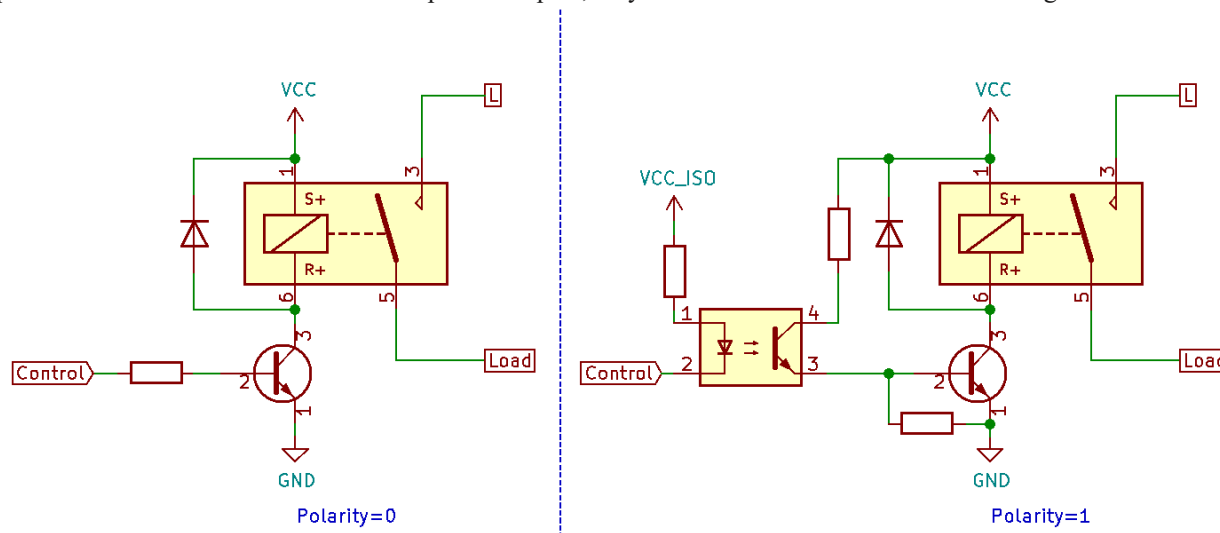 VCC
L
1
3
S+
R+
6
5
3
Control
2
1
Load
GND
Polarity=0
VCC
L
VCC_ISO
1
3
S+
R+
6
5
1
4
2
3
Control
3
2
1
Load
GND
Polarity=1